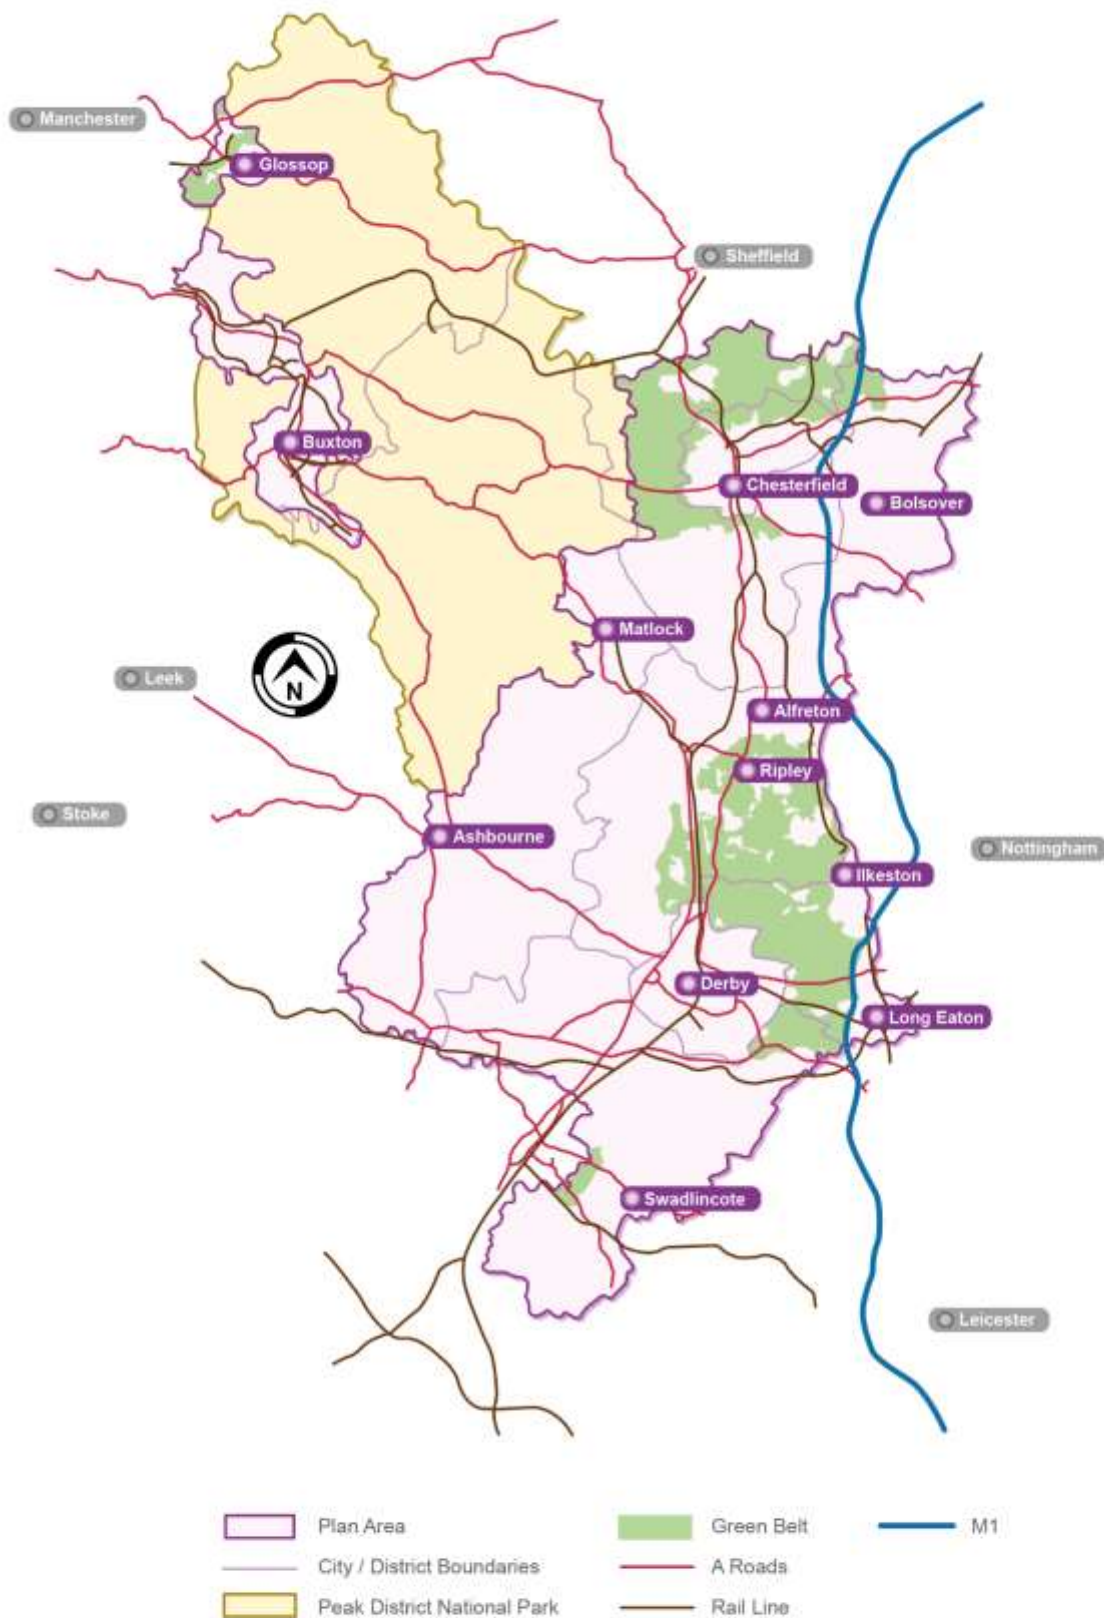 Manchester
Glossop
Sheffield
Buxton
Chesterfield
Bolsover
Matlock
Leek
N
Alfreton
Ripley
Stoke
Ashbourne
Nottingham
Ilkeston
Derby
Long Eaton
Swadlincote
Leicester
Plan Area
Green Belt
M1
City / District Boundaries
A Roads
Peak District National Park
Rail Line